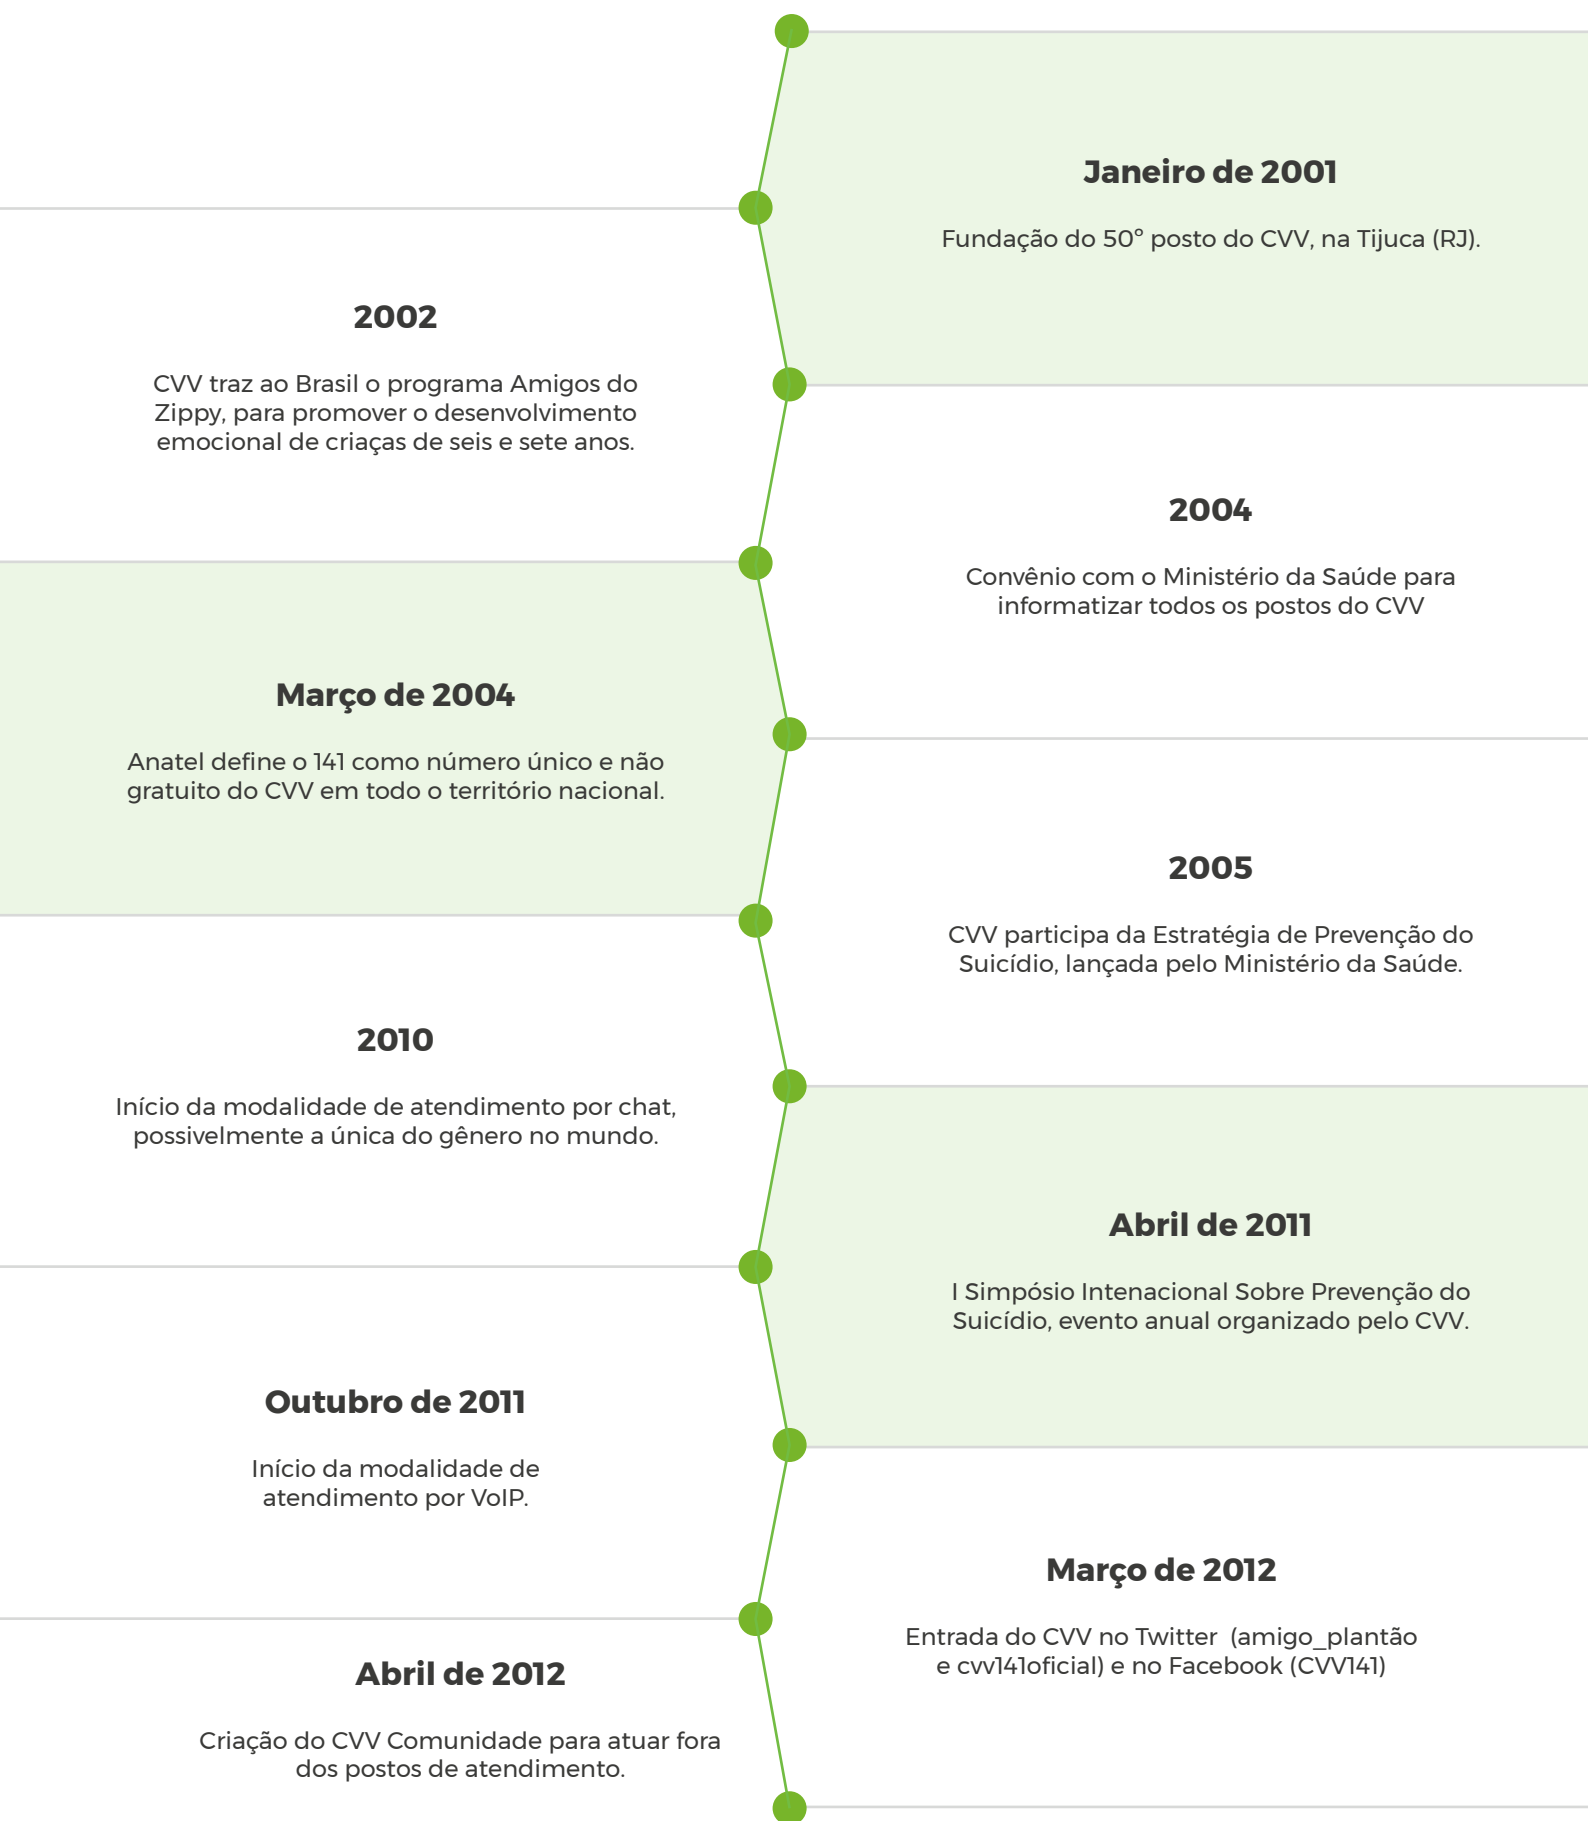 Janeiro de 2001
Fundação do 50º posto do CVV, na Tijuca (RJ).
2002
CVV traz ao Brasil o programa Amigos do
Zippy, para promover o desenvolvimento
emocional de criaças de seis e sete anos.
2004
Convênio com o Ministério da Saúde para
informatizar todos os postos do CVV
Março de 2004
Anatel define o 141 como número único e não
gratuito do CVV em todo o território nacional.
2005
CVV participa da Estratégia de Prevenção do
Suicídio, lançada pelo Ministério da Saúde.
2010
Início da modalidade de atendimento por chat,
possivelmente a única do gênero no mundo.
Abril de 2011
I Simpósio Intenacional Sobre Prevenção do
Suicídio, evento anual organizado pelo CVV.
Outubro de 2011
Início da modalidade de
atendimento por VoIP.
Março de 2012
Entrada do CVV no Twitter  (amigo_plantão
e cvv141oficial) e no Facebook (CVV141)
Abril de 2012
Criação do CVV Comunidade para atuar fora
dos postos de atendimento.